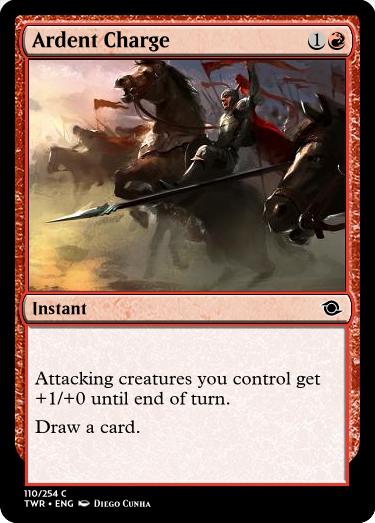 Ardent Charge 1
Instant
Attacking creatures you control get
+1/+0 until end of turn.
Draw a card.
110/254 C
TWR • ENG Diego Cunha